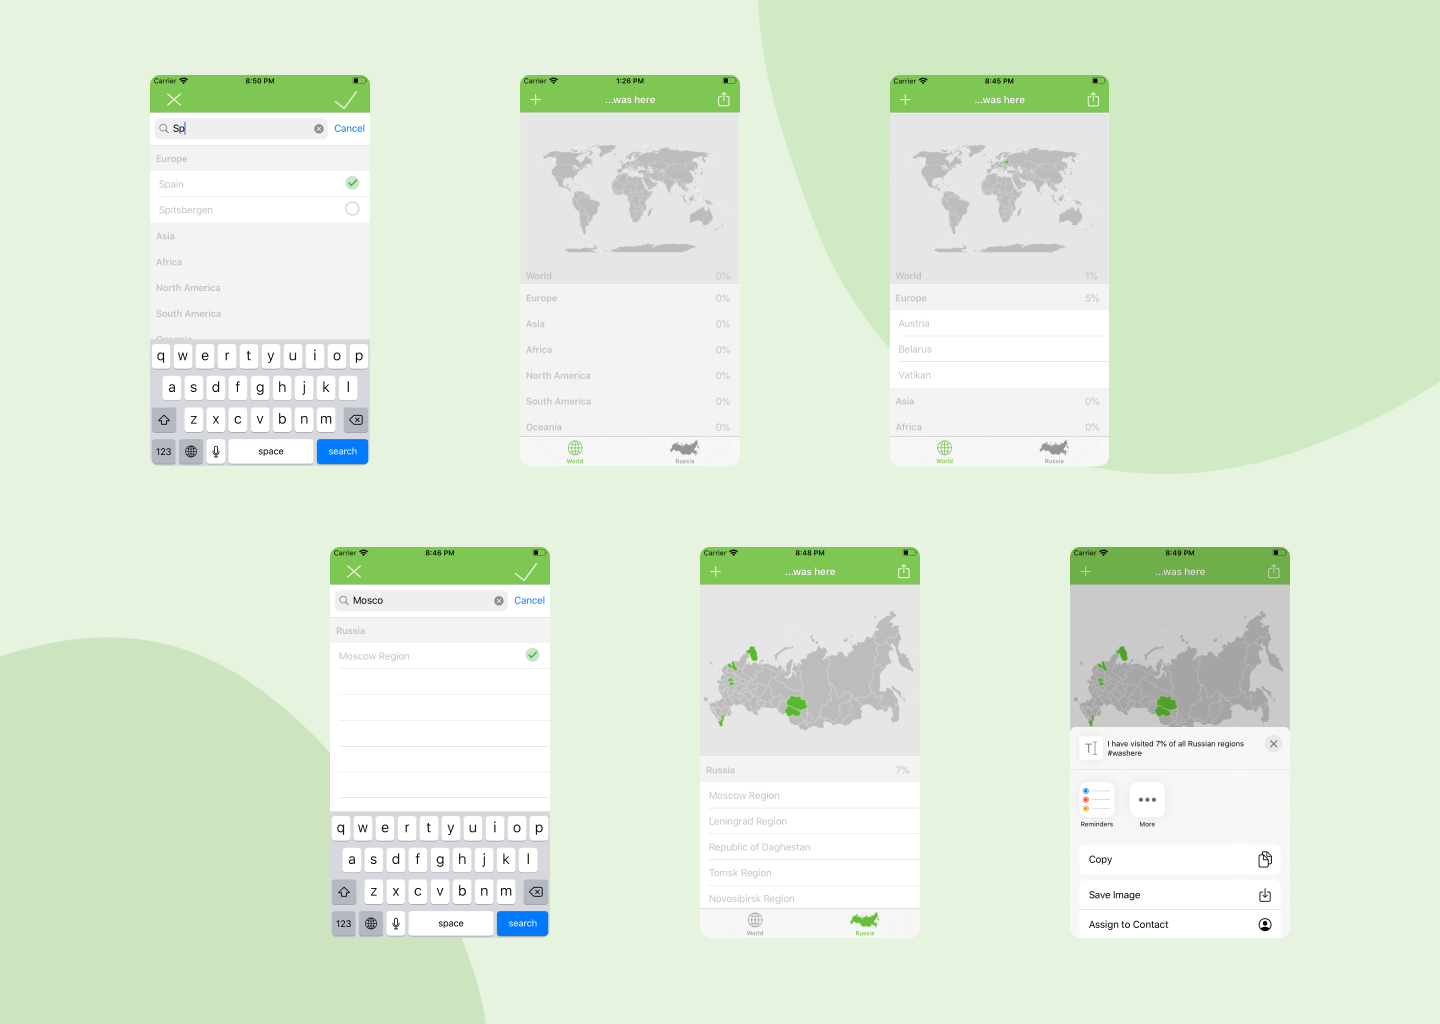 Carrier 8:50 PM
Sp Cancel
Europe
Spain
Spitsbergen
Asia
Africa
North America
South America
Oceania
q w e r t y u i o p
a s d f g h j k l
z x c v b n m
123 space search
Carrier 1:26 PM
...was here
World 0%
Europe 0%
Asia 0%
Africa 0%
North America 0%
South America 0%
Oceania 0%
World Russia
Carrier 8:45 PM
...was here
World 1%
Europe 5%
Austria
Belarus
Vatikan
Asia 0%
Africa 0%
World Russia
Carrier 8:46 PM
Mosco Cancel
Russia
Moscow Region
q w e r t y u i o p
a s d f g h j k l
z x c v b n m
123 space search
Carrier 8:48 PM
...was here
Russia 7%
Moscow Region
Leningrad Region
Republic of Daghestan
Tomsk Region
Novosibirsk Region
World Russia
Carrier 8:49 PM
...was here
T I have visited 7% of all Russian regions
#washere
Reminders More
Copy
Save Image
Assign to Contact